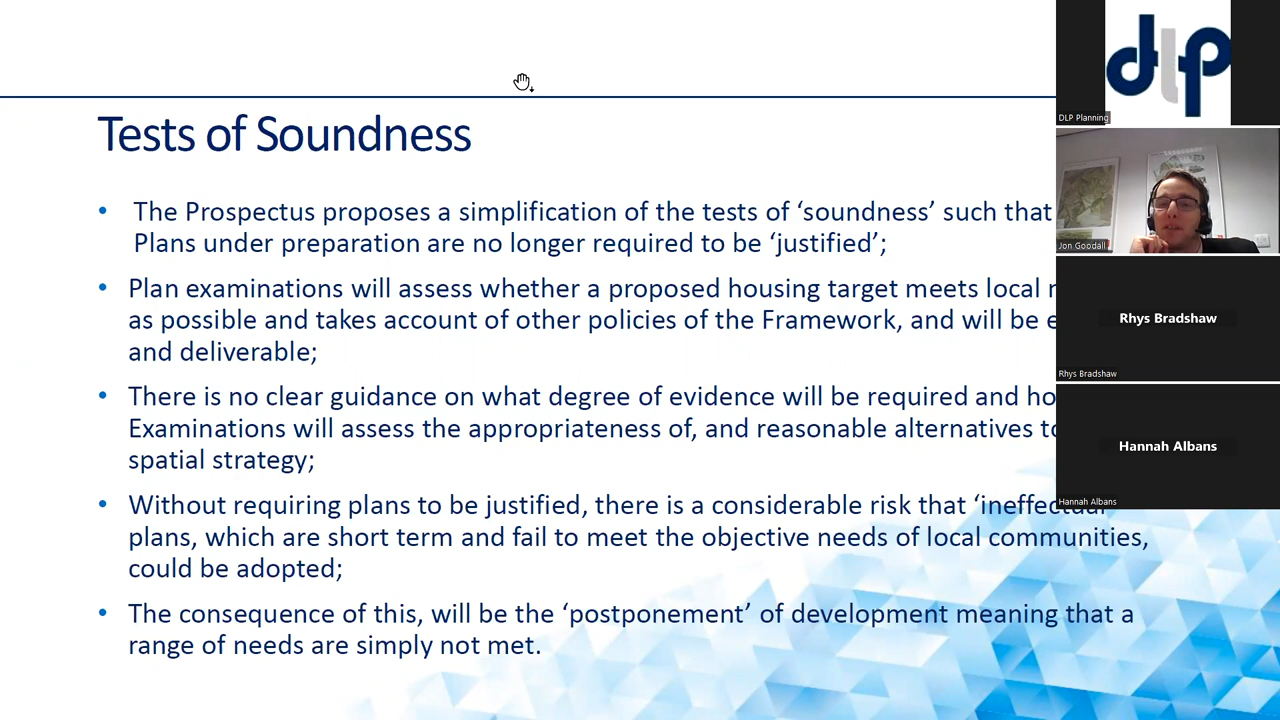 Tests of Soundness
• The Prospectus proposes a simplification of the tests of ‘soundness’ such that
Plans under preparation are no longer required to be ‘justified’;
• Plan examinations will assess whether a proposed housing target meets local
as possible and takes account of other policies of the Framework, and will be
and deliverable;
• There is no clear guidance on what degree of evidence will be required and
Examinations will assess the appropriateness of, and reasonable alternatives
spatial strategy;
• Without requiring plans to be justified, there is a considerable risk that ‘ineffectual’
plans, which are short term and fail to meet the objective needs of local communities,
could be adopted;
• The consequence of this, will be the ‘postponement’ of development meaning that a
range of needs are simply not met.
dlp
DLP Planning
Jon Goodall
Rhys Bradshaw
Rhys Bradshaw
Hannah Albans
Hannah Albans